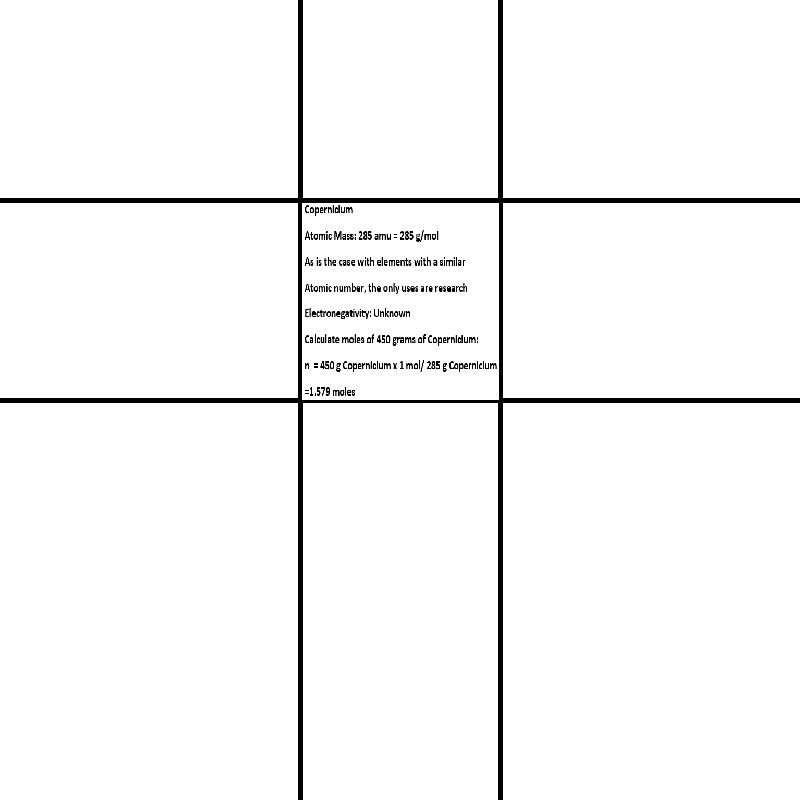 Copernicium
Atomic Mass: 285 amu = 285 g/mol
As is the case with elements with a similar
Atomic number, the only uses are research
Electronegativity: Unknown
Calculate moles of 450 grams of Copernicium:
n = 450 g Copernicium x 1 mol/ 285 g Copernicium
=1.579 moles